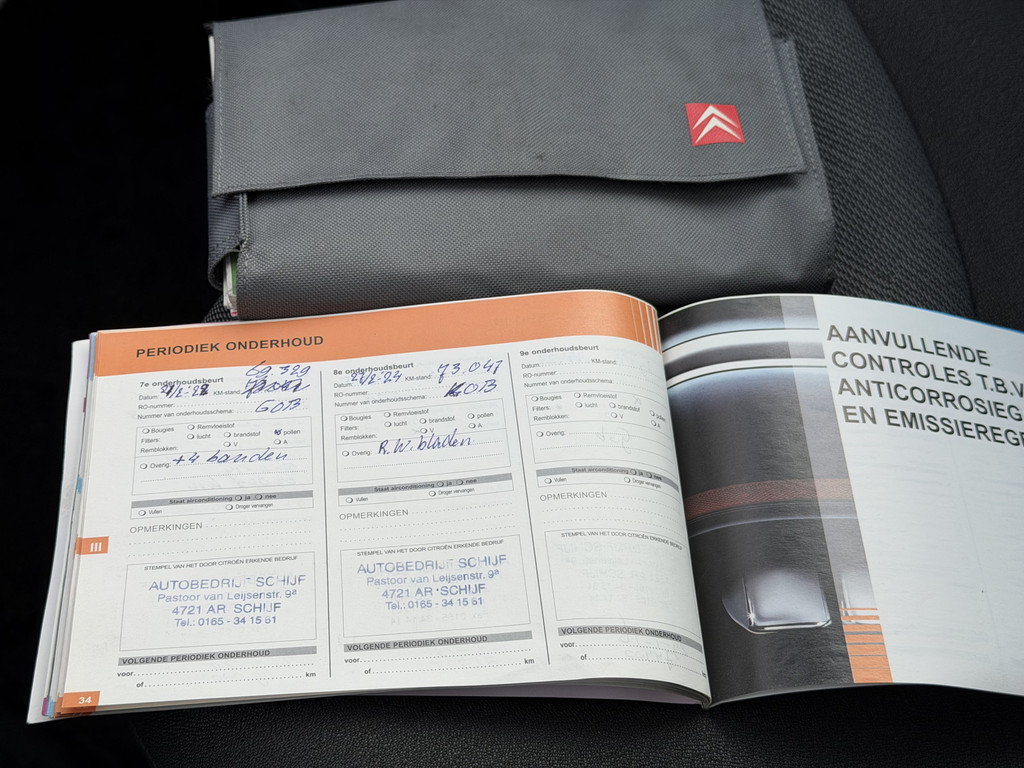 PERIODIEK ONDERHOUD
7e onderhoudsbeurt
69.329
Datum: KM-stand:
RO-nummer:
Nummer van onderhoudsschema: GOB
Bougies Remvloeistof
Filters: lucht brandstof pollen
Remblokken: V A
Overig: +4 banden
Staat airconditioning ja nee
Vullen Droger vervangen
OPMERKINGEN
STEMPEL VAN HET DOOR CITROËN ERKENDE BEDRIJF
AUTOBEDRIJF SCHIJF
Pastoor van Leijsenstr. 9ª
4721 AR SCHIJF
Tel.: 0165 - 34 15 61
VOLGENDE PERIODIEK ONDERHOUD
voor
of km
8e onderhoudsbeurt
Datum: KM-stand: 73.047
RO-nummer:
Nummer van onderhoudsschema: GOB
Bougies Remvloeistof
Filters: lucht brandstof pollen
Remblokken: V A
Overig: R.W. bladen
Staat airconditioning ja nee
Vullen Droger vervangen
OPMERKINGEN
STEMPEL VAN HET DOOR CITROËN ERKENDE BEDRIJF
AUTOBEDRIJF SCHIJF
Pastoor van Leijsenstr. 9ª
4721 AR SCHIJF
Tel.: 0165 - 34 15 61
VOLGENDE PERIODIEK ONDERHOUD
voor
of km
9e onderhoudsbeurt
Datum: KM-stand:
RO-nummer:
Nummer van onderhoudsschema:
Bougies Remvloeistof
Filters: lucht brandstof pollen
Remblokken: V A
Overig:
Staat airconditioning ja nee
Vullen Droger vervangen
OPMERKINGEN
STEMPEL VAN HET DOOR CITROËN ERKENDE BEDRIJF
VOLGENDE PERIODIEK ONDERHOUD
voor
of
III
34
AANVULLENDE
CONTROLES T.B.V
ANTICORROSIEG
EN EMISSIEREG